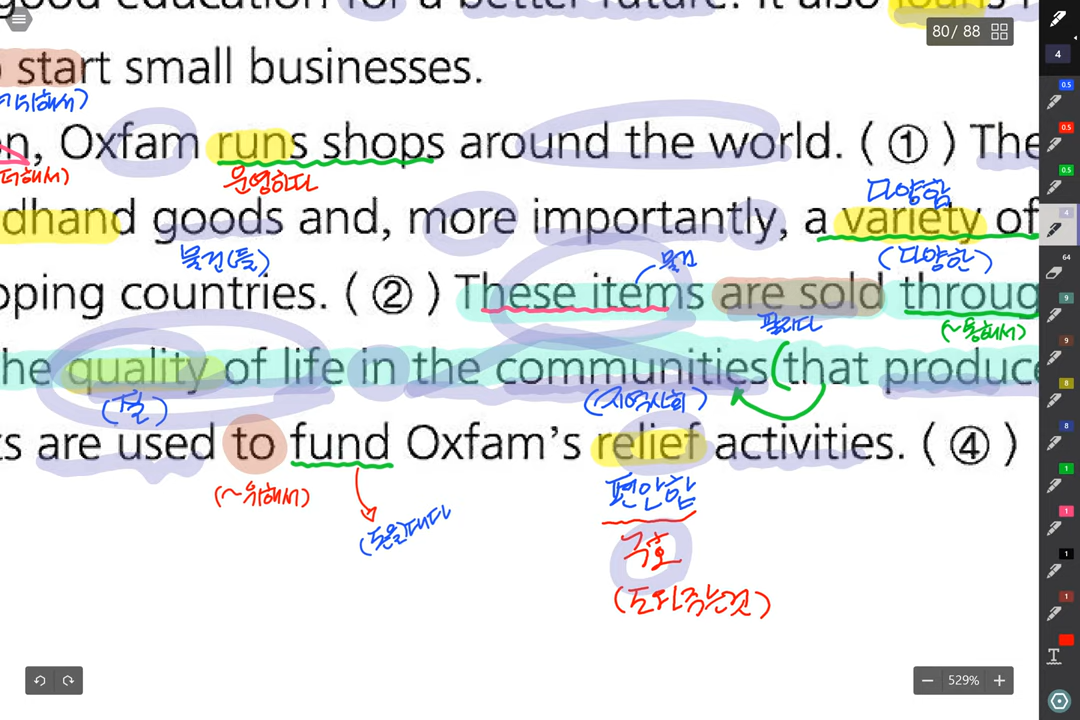 good education for a better future. It also loans
80 / 88
start small businesses.
4
n, Oxfam runs shops around the world. ( ① ) The
(더해서)
운영하다
다양함
dhand goods and, more importantly, a variety of
물건(들)
물건
(다양한)
64
oping countries. ( ② ) These items are sold throug
팔리다
(~통해서)
he quality of life in the communities (that produce
(질)
(지역사회)
ts are used to fund Oxfam's relief activities. ( ④ )
(~위해서)
편안함
(돈을)대다
구호
(도와주는것)
529%